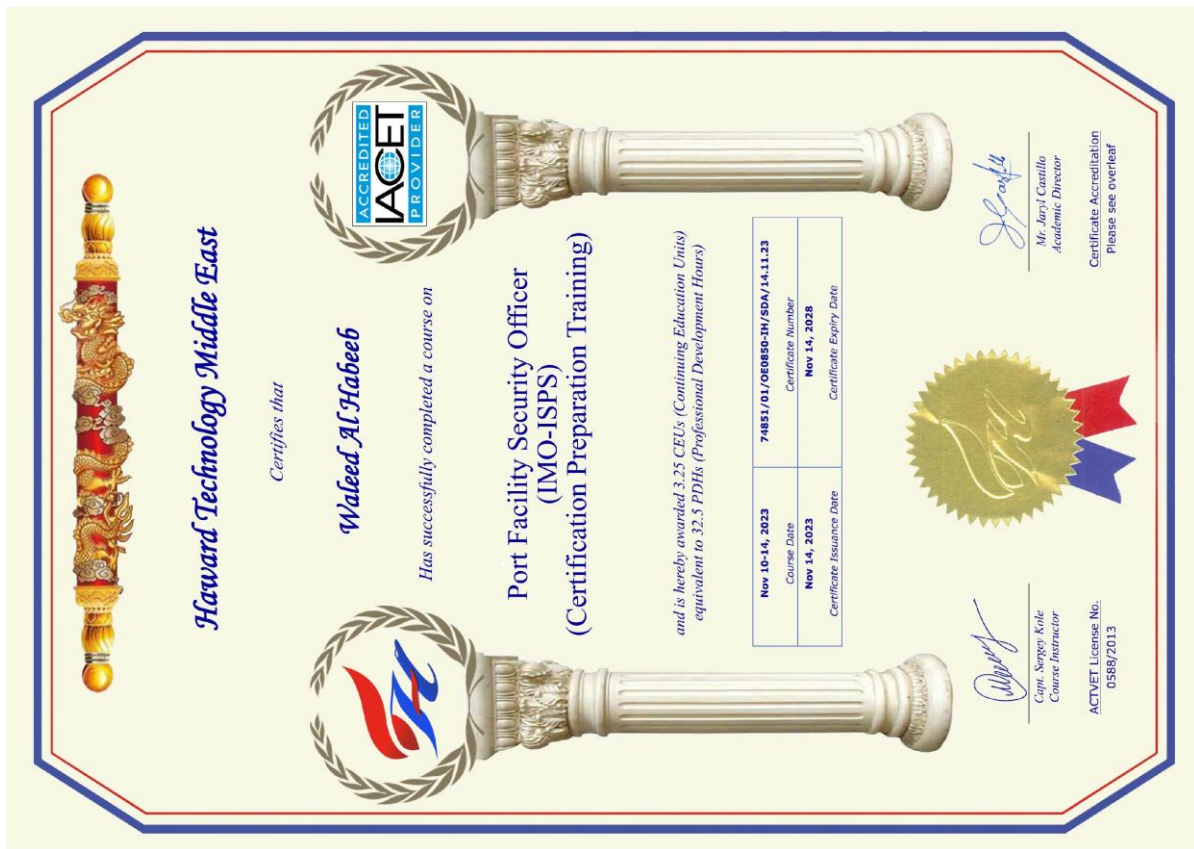 ACCREDITED
IACET
PROVIDER
Haward Technology Middle East
Certifies that
Waleed Al Habeeb
Has successfully completed a course on
Port Facility Security Officer
(IMO-ISPS)
(Certification Preparation Training)
and is hereby awarded 3.25 CEUs (Continuing Education Units)
equivalent to 32.5 PDHs (Professional Development Hours)
Nov 10-14, 2023 74851/01/OE0850-IH/SDA/14.11.23
Course Date Certificate Number
Nov 14, 2023 Nov 14, 2028
Certificate Issuance Date Certificate Expiry Date
Capt. Sergey Kole
Course Instructor
Mr. Jaryl Castillo
Academic Director
ACTVET License No.
0588/2013
Certificate Accreditation
Please see overleaf